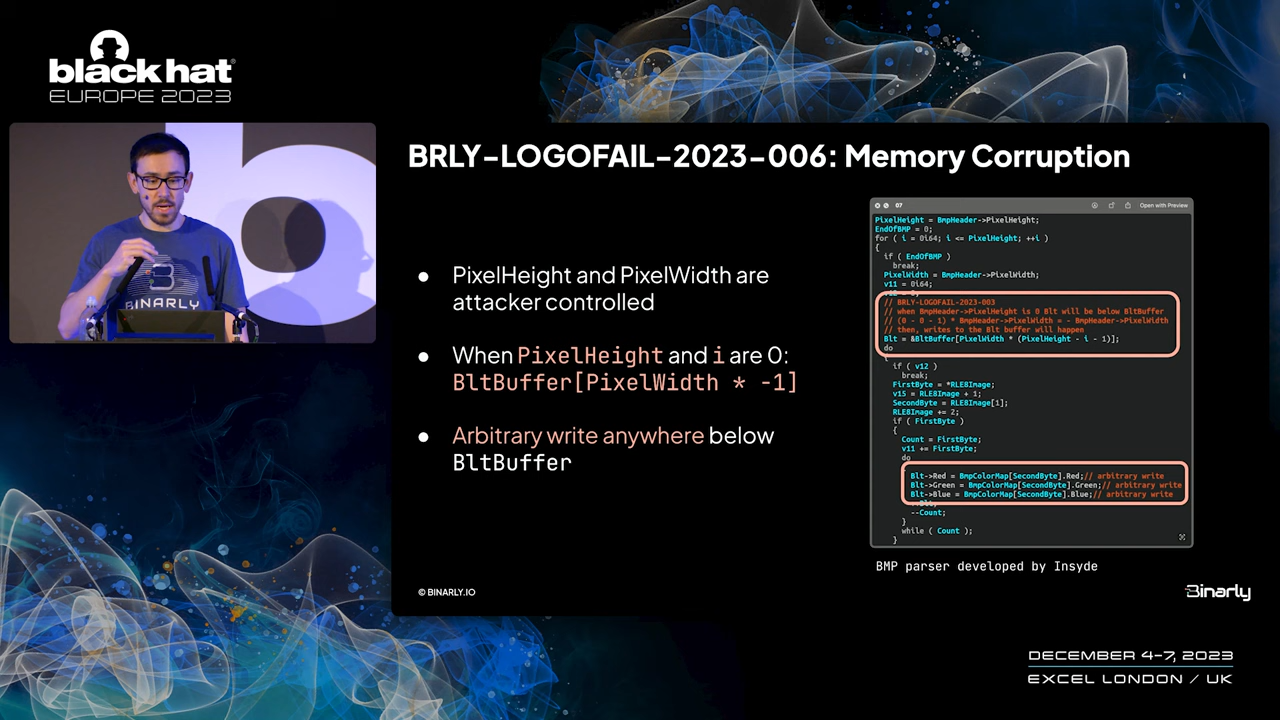 black hat
EUROPE 2023
BINARLY
BRLY-LOGOFAIL-2023-006: Memory Corruption
● PixelHeight and PixelWidth are
attacker controlled
● When PixelHeight and i are 0:
BltBuffer[PixelWidth * -1]
● Arbitrary write anywhere below
BltBuffer
07
Open with Preview
PixelHeight = BmpHeader->PixelHeight;
EndOfBMP = 0;
for ( i = 0i64; i <= PixelHeight; ++i )
{
if ( EndOfBMP )
break;
PixelWidth = BmpHeader->PixelWidth;
v11 = 0i64;
// BRLY-LOGOFAIL-2023-003
// when BmpHeader->PixelHeight is 0 Blt will be below BltBuffer
// (0 - 0 - 1) * BmpHeader->PixelWidth = - BmpHeader->PixelWidth
// then, writes to the Blt buffer will happen
Blt = &BltBuffer[PixelWidth * (PixelHeight - i - 1)];
do
if ( v12 )
break;
FirstByte = *RLE8Image;
v15 = RLE8Image + 1;
SecondByte = RLE8Image[1];
RLE8Image += 2;
if ( FirstByte )
{
Count = FirstByte;
v11 += FirstByte;
do
Blt->Red = BmpColorMap[SecondByte].Red;// arbitrary write
Blt->Green = BmpColorMap[SecondByte].Green;// arbitrary write
Blt->Blue = BmpColorMap[SecondByte].Blue;// arbitrary write
--Count;
}
while ( Count );
}
BMP parser developed by Insyde
© BINARLY.IO
Binarly
DECEMBER 4-7, 2023
EXCEL LONDON / UK